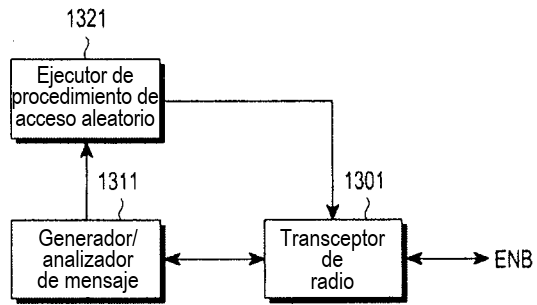 1321
Ejecutor de
procedimiento de
acceso aleatorio
1311
Generador/
analizador
de mensaje
1301
Transceptor
de
radio
ENB